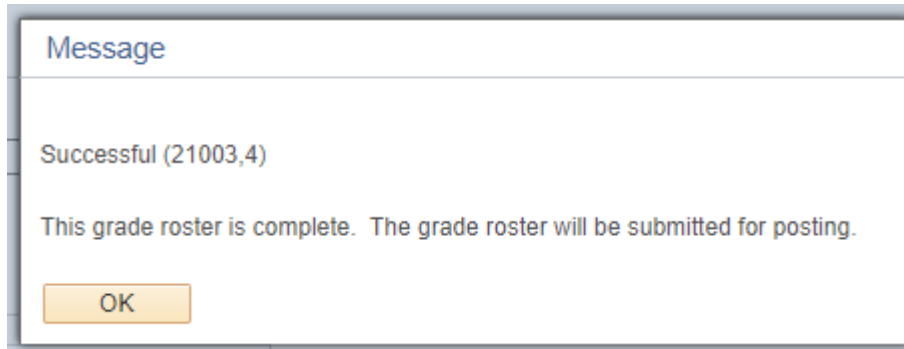 Message
Successful (21003,4)
This grade roster is complete.  The grade roster will be submitted for posting.
OK